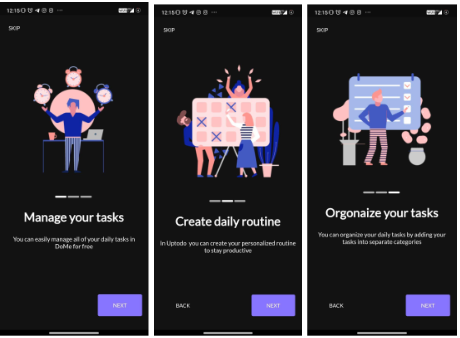 12:15
SKIP
Manage your tasks
You can easily manage all of your daily tasks in
DoMe for free
NEXT
12:15
SKIP
Create daily routine
In Uptodo you can create your personalized routine
to stay productive
BACK
NEXT
12:15
SKIP
Orgonaize your tasks
You can organize your daily tasks by adding your
tasks into separate categories
BACK
NEXT